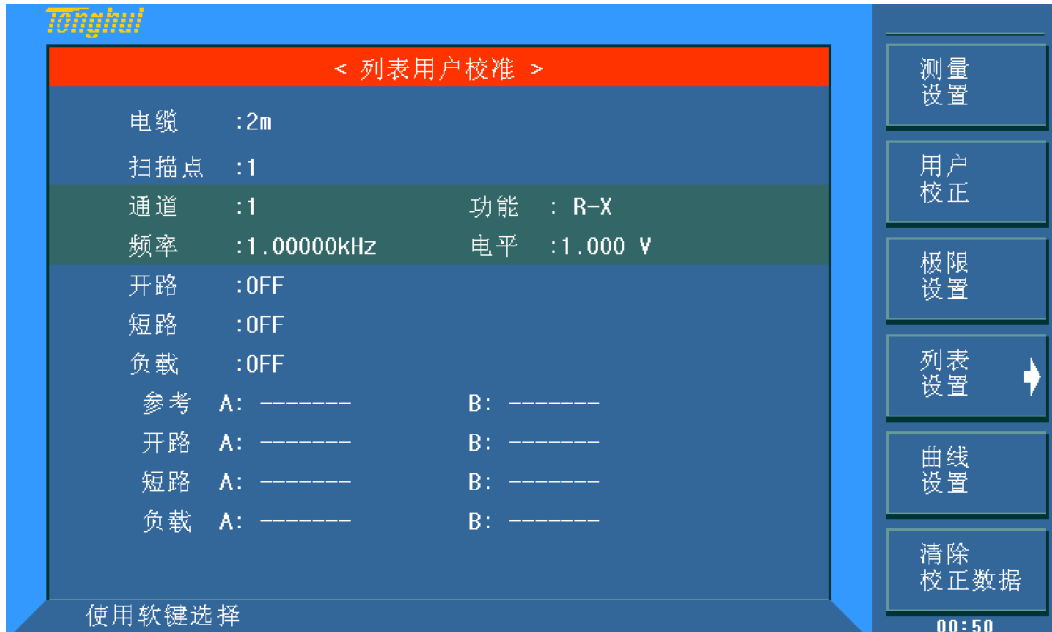 Tonghui
< 列表用户校准 >
电缆 :2m
扫描点 :1
通道 :1 功能 : R-X
频率 :1.00000kHz 电平 :1.000 V
开路 :OFF
短路 :OFF
负载 :OFF
参考 A: ------- B: -------
开路 A: ------- B: -------
短路 A: ------- B: -------
负载 A: ------- B: -------
使用软键选择
测量
设置
用户
校正
极限
设置
列表
设置
曲线
设置
清除
校正数据
00:50